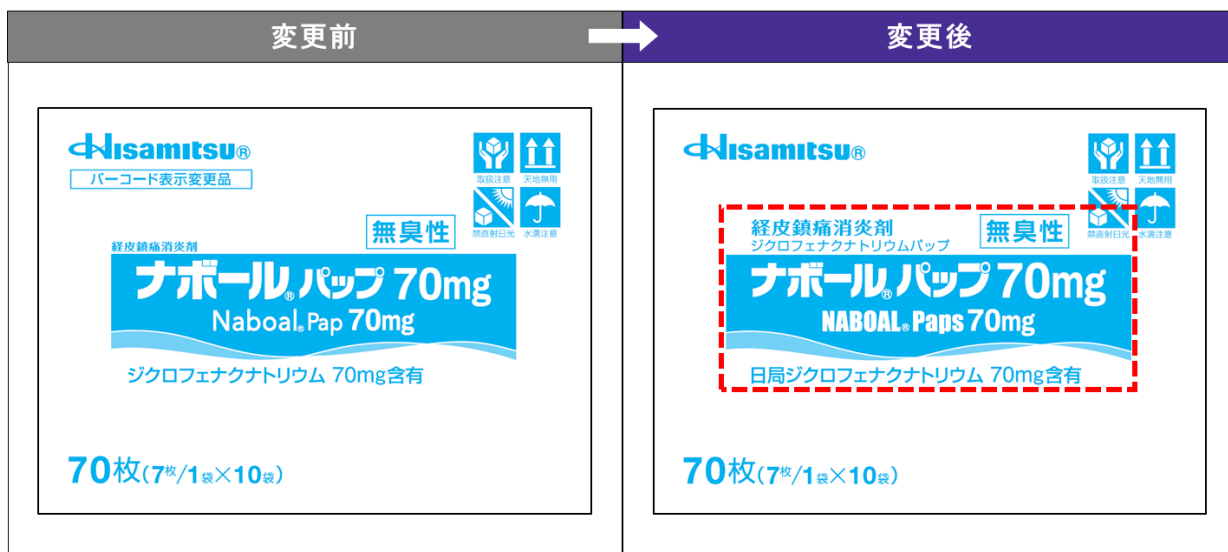 変更前
HISAMITSU®
バーコード表示変更品
取扱注意 天地無用
禁直射日光 水濡注意
無臭性
経皮鎮痛消炎剤
ナボール®パップ 70mg
Naboal® Pap 70mg
ジクロフェナクナトリウム 70mg含有
70枚(7枚/1袋×10袋)
変更後
HISAMITSU®
取扱注意 天地無用
禁直射日光 水濡注意
経皮鎮痛消炎剤
ジクロフェナクナトリウムパップ
無臭性
ナボール®パップ 70mg
NABOAL® Paps 70mg
日局ジクロフェナクナトリウム 70mg含有
70枚(7枚/1袋×10袋)